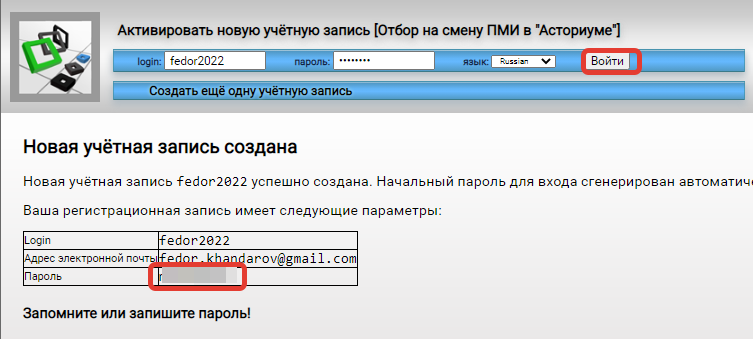 Активировать новую учётную запись [Отбор на смену ПМИ в "Асториуме"]
login: fedor2022 пароль: •••••••• язык: Russian Войти
Создать ещё одну учётную запись
Новая учётная запись создана
Новая учётная запись fedor2022 успешно создана. Начальный пароль для входа сгенерирован автоматиче
Ваша регистрационная запись имеет следующие параметры:
Login fedor2022
Адрес электронной почты fedor.khandarov@gmail.com
Пароль
Запомните или запишите пароль!